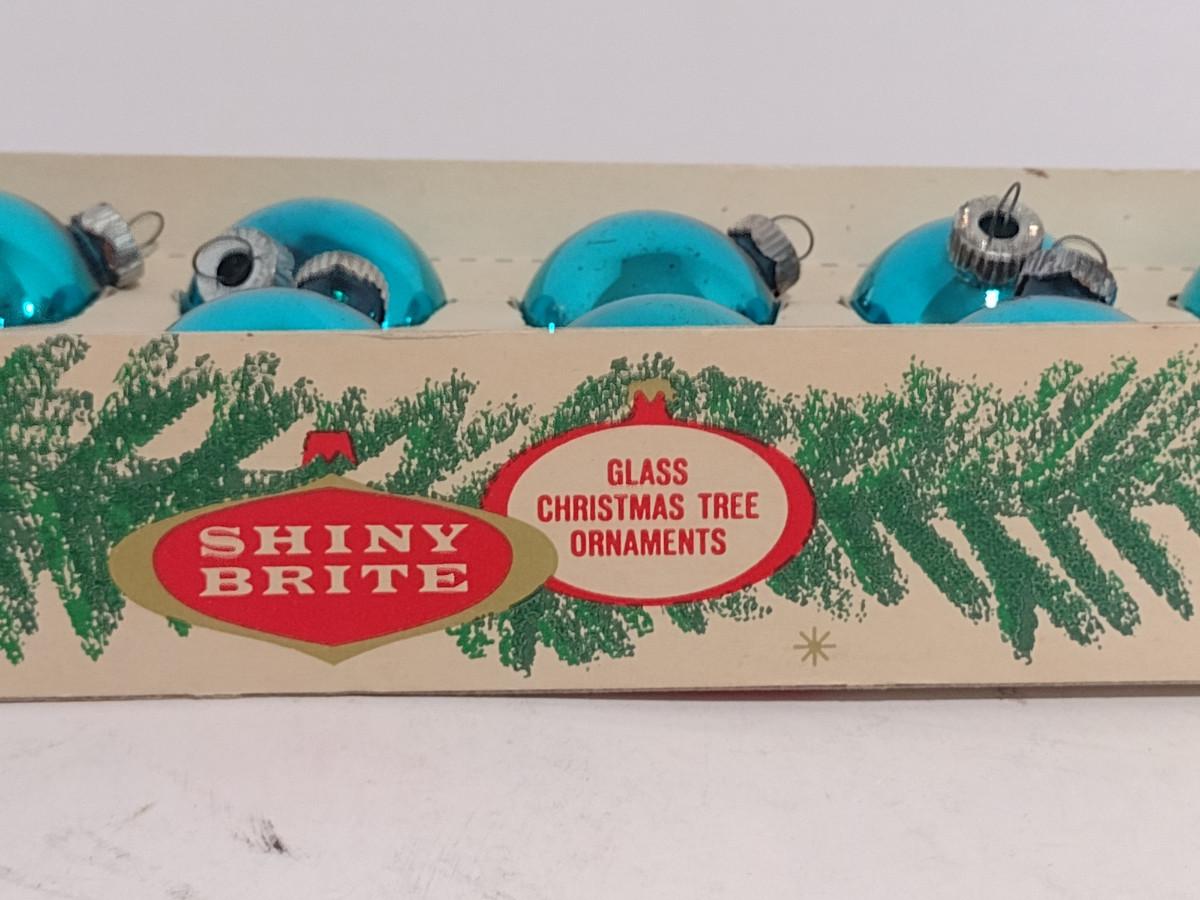 SHINY
BRITE
GLASS
CHRISTMAS TREE
ORNAMENTS